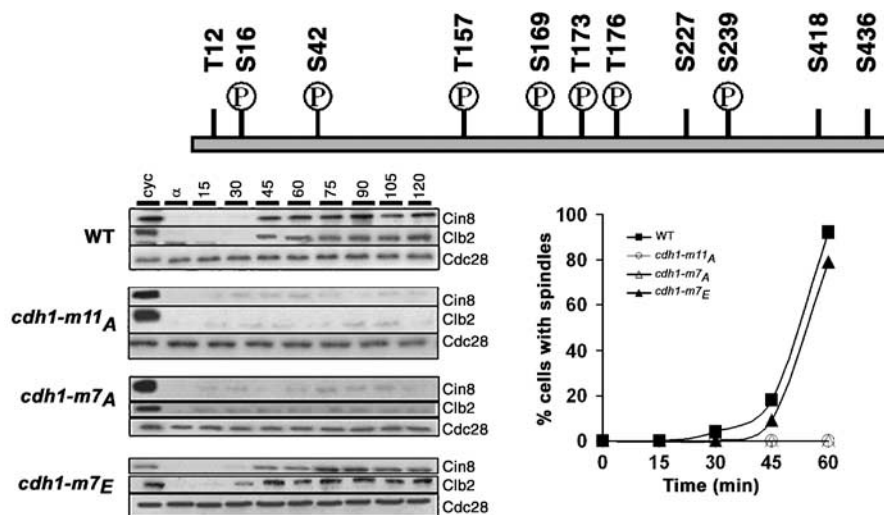 T12 S16 S42 T157 S169 T173 T176 S227 S239 S418 S436
P P P P P P P
cyc α 15 30 45 60 75 90 105 120
WT
Cin8
Clb2
Cdc28
cdh1-m11A
Cin8
Clb2
Cdc28
cdh1-m7A
Cin8
Clb2
Cdc28
cdh1-m7E
Cin8
Clb2
Cdc28
% cells with spindles
100
80
60
40
20
0
WT
cdh1-m11A
cdh1-m7A
cdh1-m7E
0 15 30 45 60
Time (min)